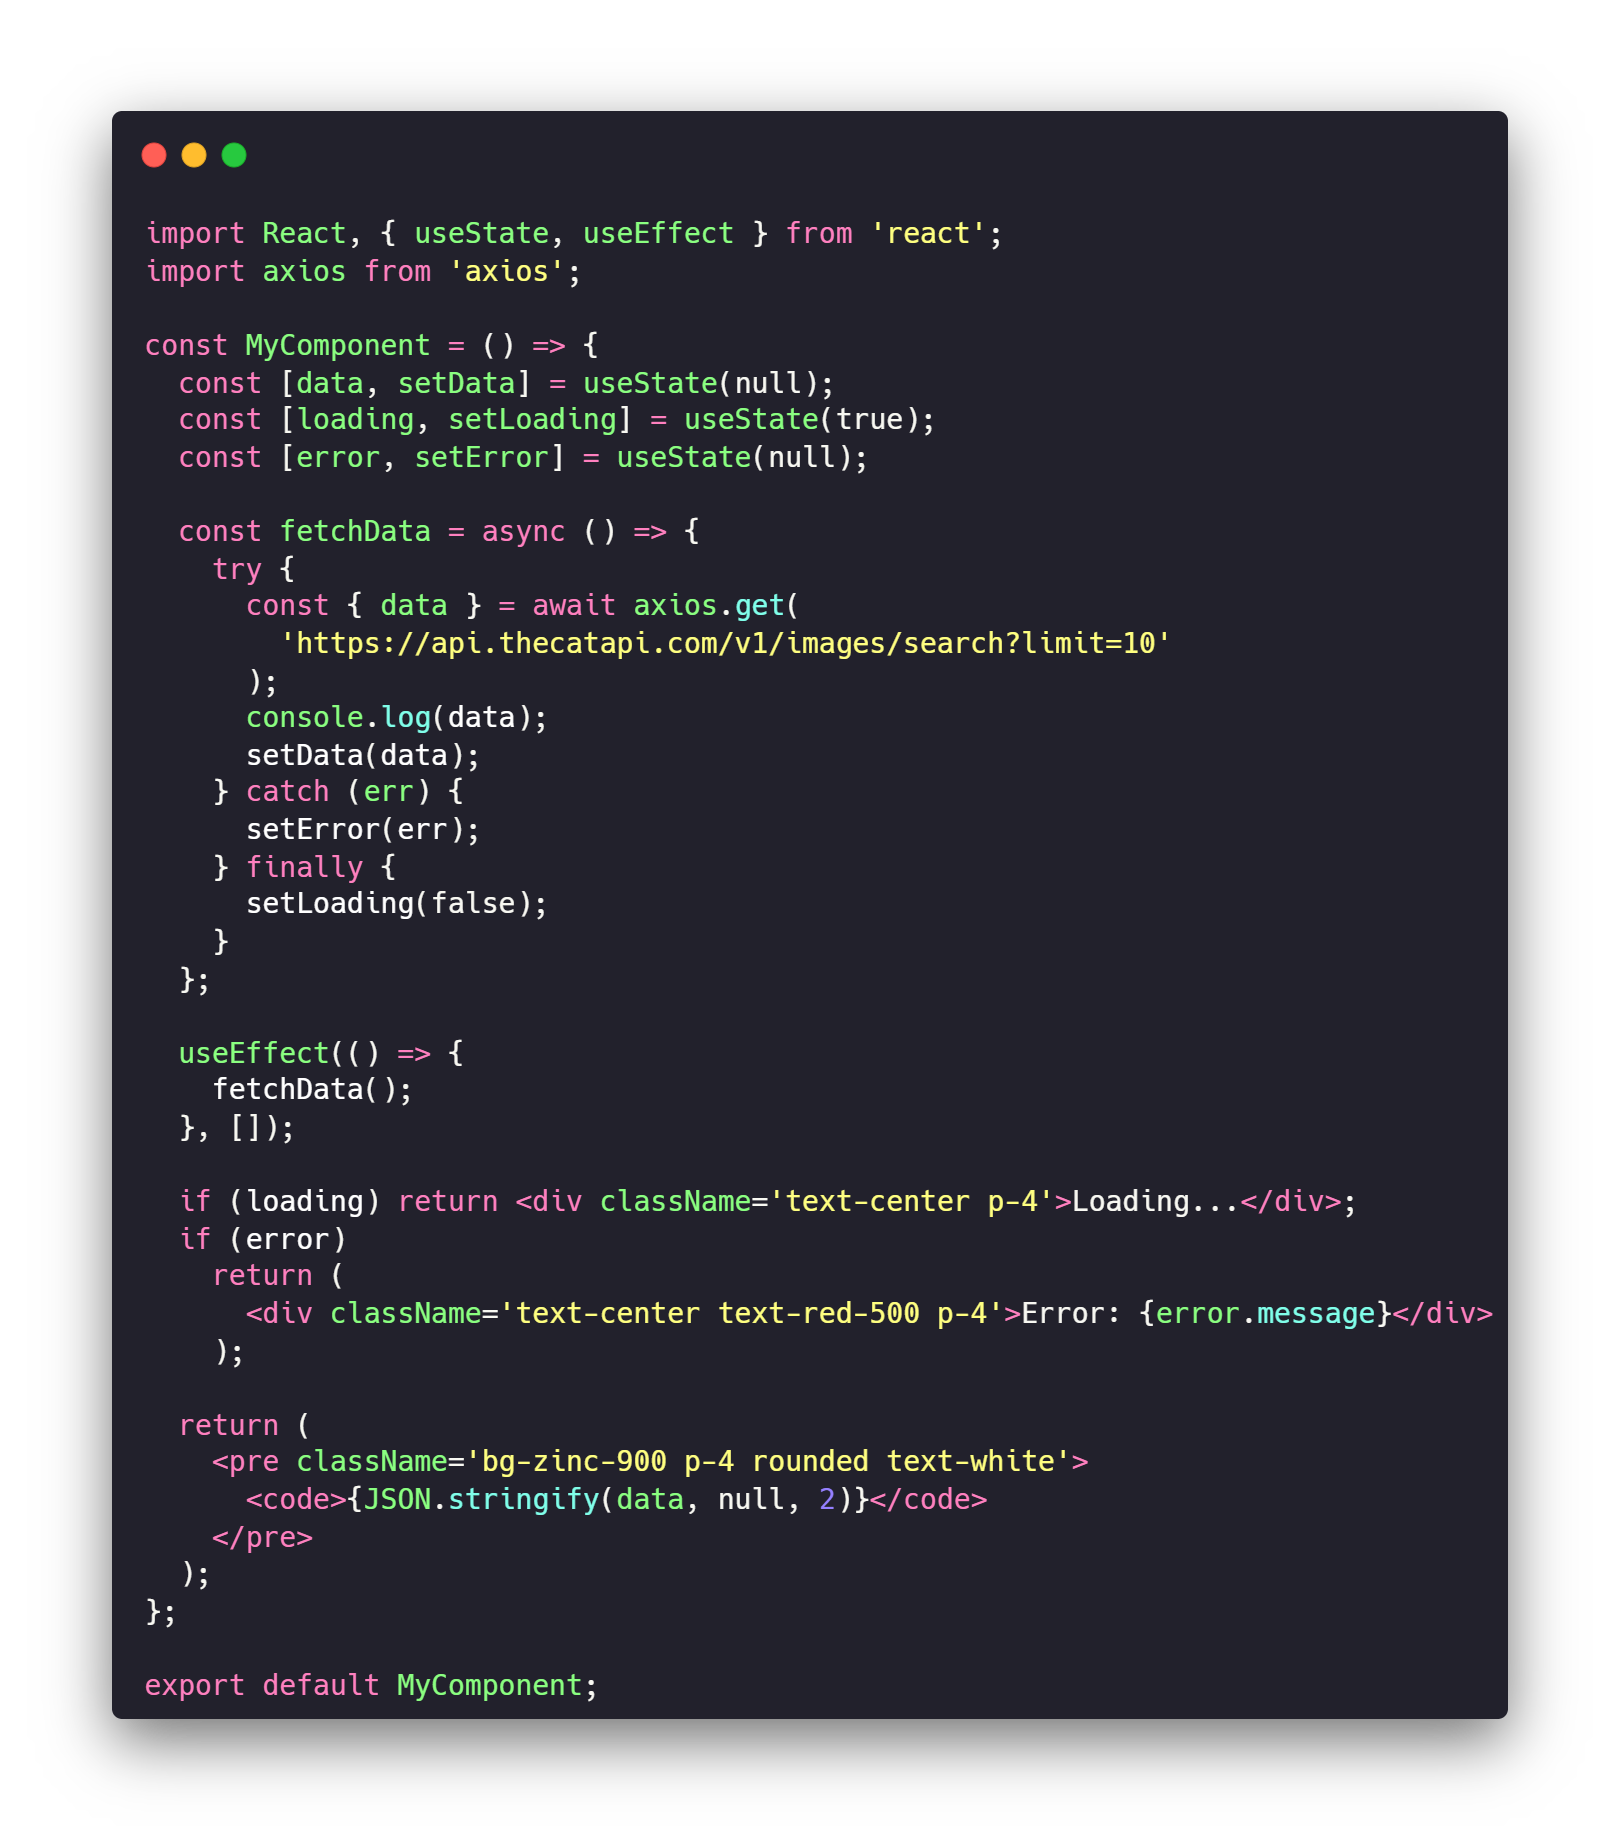 import React, { useState, useEffect } from 'react';
import axios from 'axios';

const MyComponent = () => {
  const [data, setData] = useState(null);
  const [loading, setLoading] = useState(true);
  const [error, setError] = useState(null);

  const fetchData = async () => {
    try {
      const { data } = await axios.get(
        'https://api.thecatapi.com/v1/images/search?limit=10'
      );
      console.log(data);
      setData(data);
    } catch (err) {
      setError(err);
    } finally {
      setLoading(false);
    }
  };

  useEffect(() => {
    fetchData();
  }, []);

  if (loading) return <div className='text-center p-4'>Loading...</div>;
  if (error)
    return (
      <div className='text-center text-red-500 p-4'>Error: {error.message}</div>
    );

  return (
    <pre className='bg-zinc-900 p-4 rounded text-white'>
      <code>{JSON.stringify(data, null, 2)}</code>
    </pre>
  );
};

export default MyComponent;